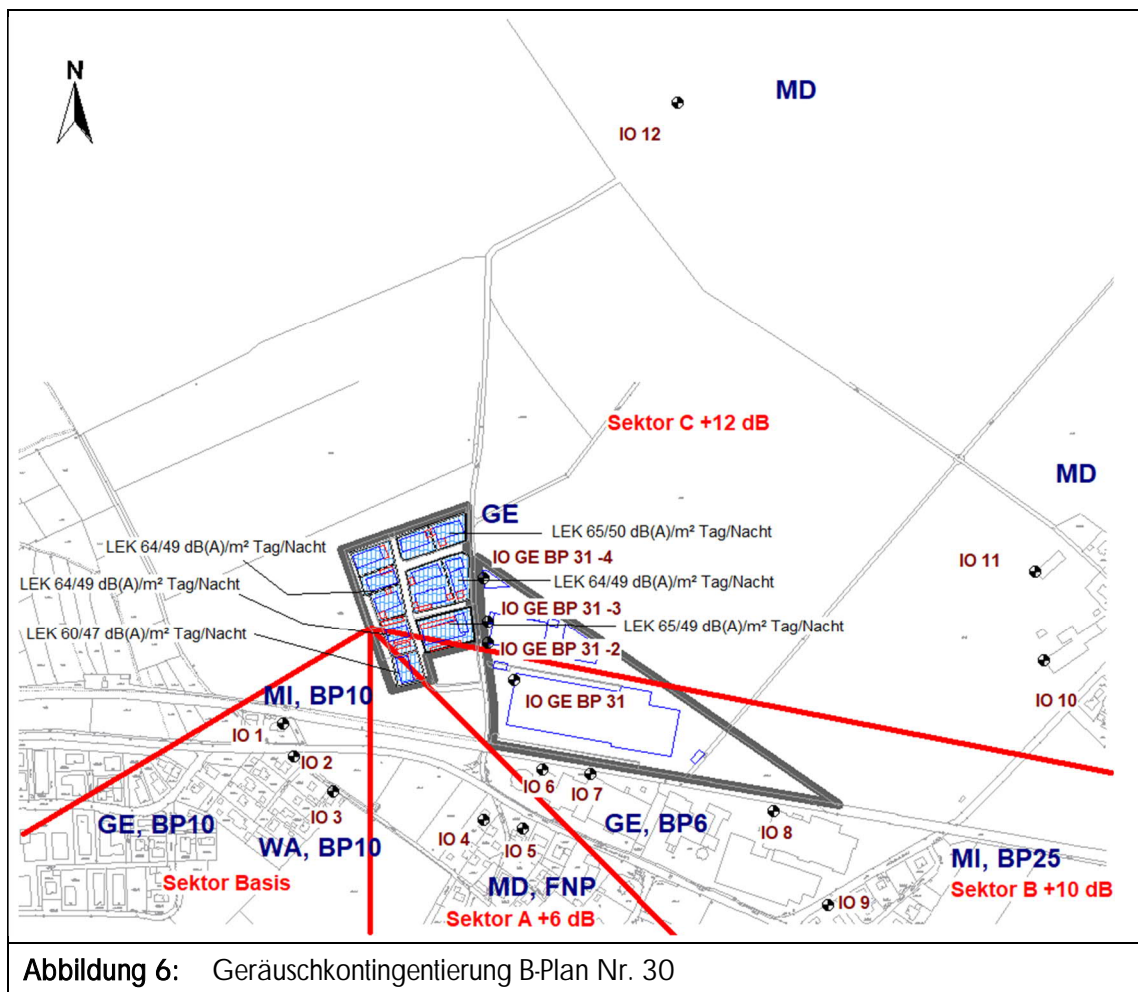 N
MD
IO 12
Sektor C +12 dB
MD
GE
LEK 65/50 dB(A)/m² Tag/Nacht
LEK 64/49 dB(A)/m² Tag/Nacht
IO GE BP 31 -4
IO 11
LEK 64/49 dB(A)/m² Tag/Nacht
LEK 64/49 dB(A)/m² Tag/Nacht
IO GE BP 31 -3
LEK 65/49 dB(A)/m² Tag/Nacht
LEK 60/47 dB(A)/m² Tag/Nacht
IO GE BP 31 -2
IO 10
MI, BP10
IO GE BP 31
IO 1
IO 2
IO 6
IO 7
IO 3
GE, BP10
GE, BP6
IO 8
WA, BP10
IO 4
IO 5
MI, BP25
Sektor Basis
MD, FNP
Sektor B +10 dB
IO 9
Sektor A +6 dB
Abbildung 6: Geräuschkontingentierung B-Plan Nr. 30